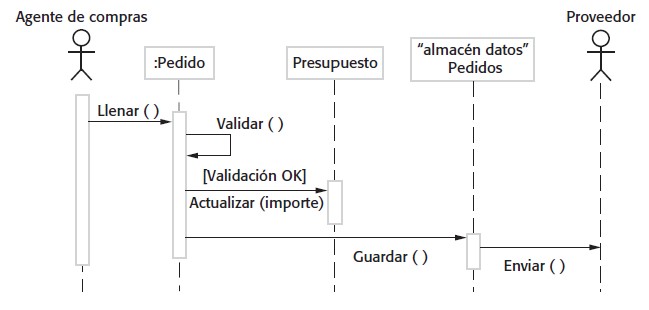 Agente de compras
Proveedor
:Pedido
Presupuesto
“almacén datos”
Pedidos
Llenar ( )
Validar ( )
[Validación OK]
Actualizar (importe)
Guardar ( )
Enviar ( )